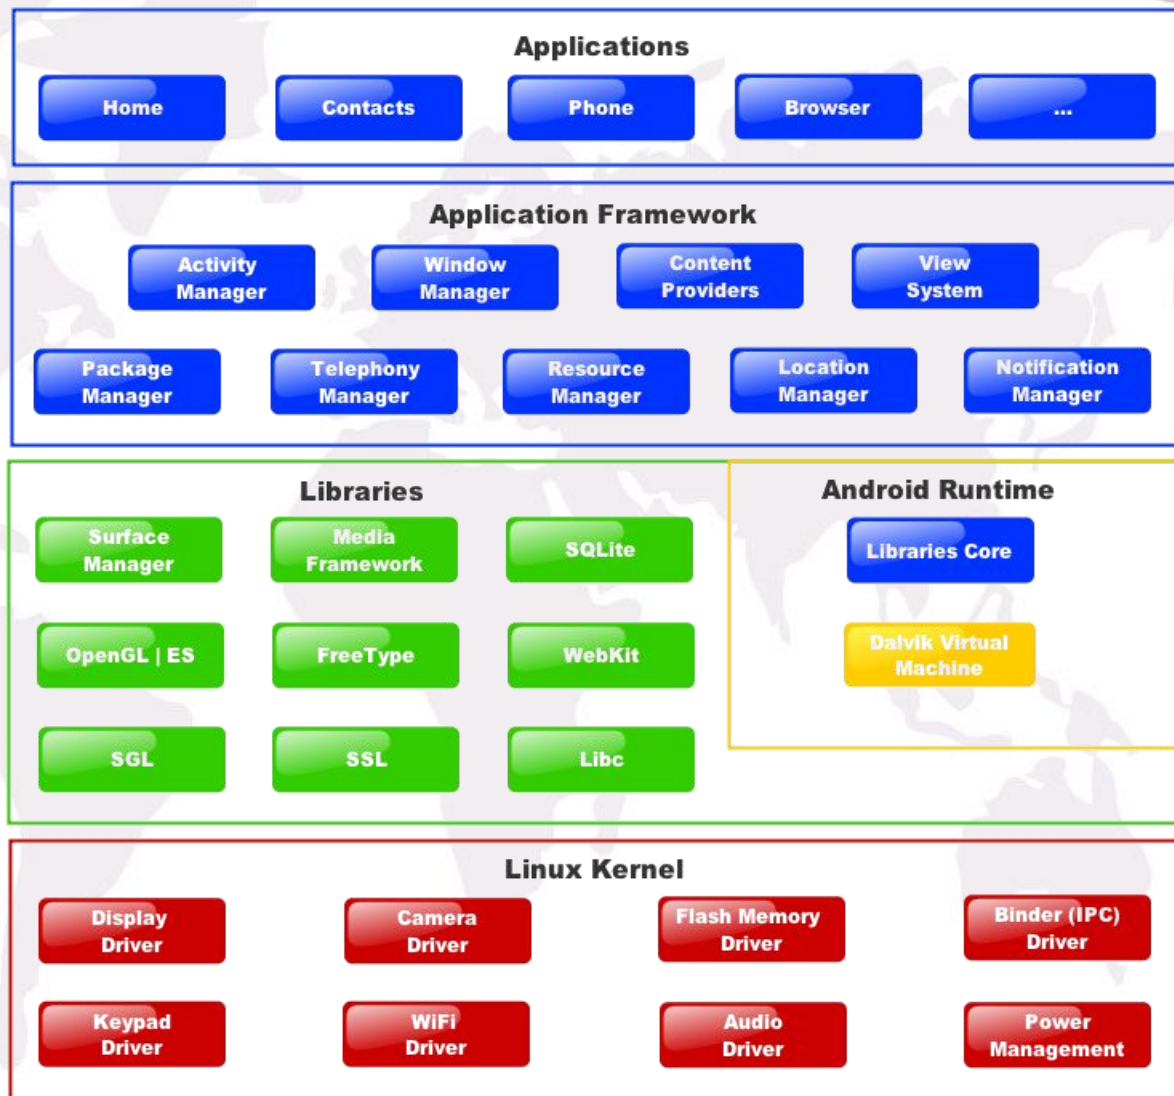 Applications
Home
Contacts
Phone
Browser
...
Application Framework
Activity
Manager
Window
Manager
Content
Providers
View
System
Package
Manager
Telephony
Manager
Resource
Manager
Location
Manager
Notification
Manager
Libraries
Surface
Manager
Media
Framework
SQLite
OpenGL | ES
FreeType
WebKit
SGL
SSL
Libc
Android Runtime
Libraries Core
Dalvik Virtual
Machine
Linux Kernel
Display
Driver
Camera
Driver
Flash Memory
Driver
Binder (IPC)
Driver
Keypad
Driver
WiFi
Driver
Audio
Driver
Power
Management